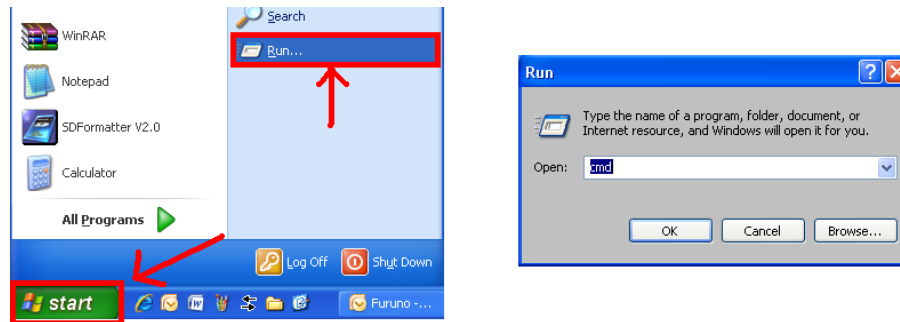 Search
WinRAR
Run...
Notepad
SDFormatter V2.0
Calculator
All Programs
Log Off
Shut Down
start
Furuno -...
Run
Type the name of a program, folder, document, or
Internet resource, and Windows will open it for you.
Open:
cmd
OK
Cancel
Browse...